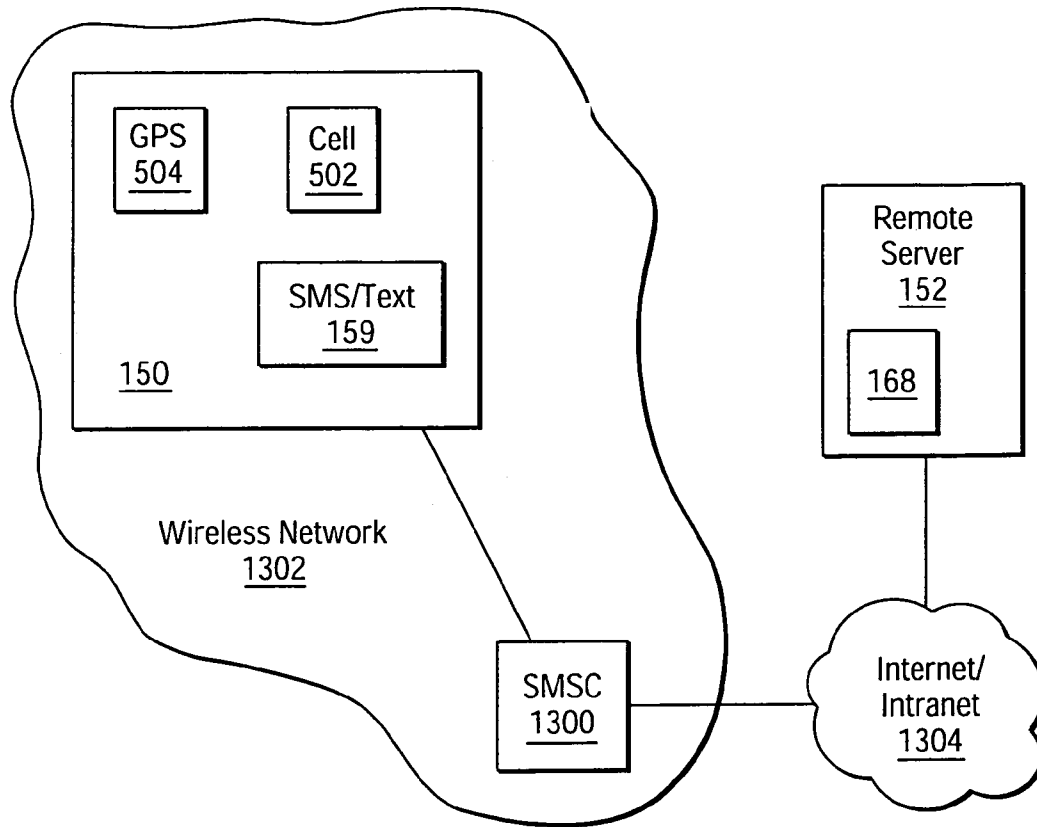 GPS
504
Cell
502
SMS/Text
159
150
Remote
Server
152
168
Wireless Network
1302
SMSC
1300
Internet/
Intranet
1304